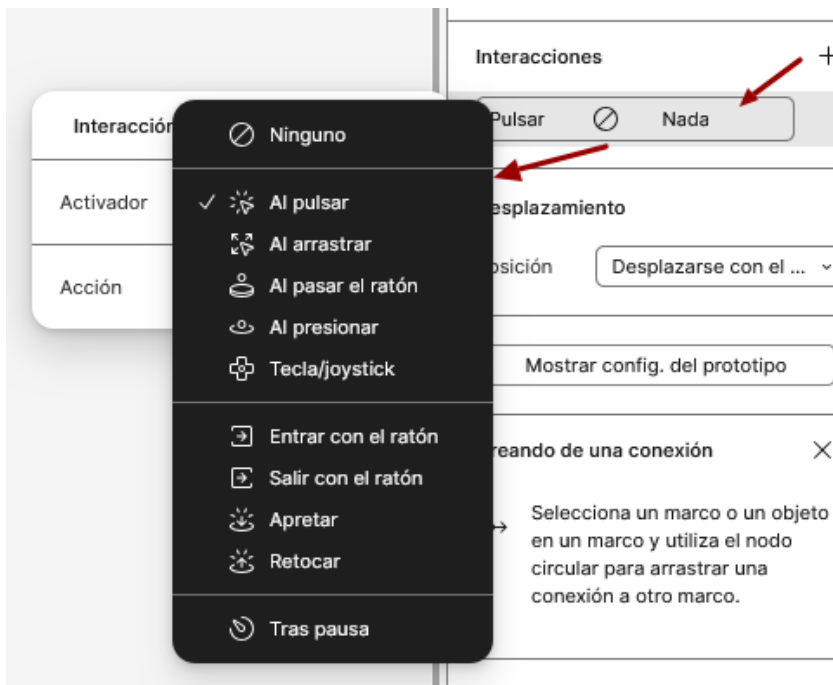 Interacciones
Pulsar
Nada
Interacción
Ninguno
Activador
Al pulsar
Al arrastrar
Acción
Al pasar el ratón
Al presionar
Tecla/joystick
Entrar con el ratón
Salir con el ratón
Apretar
Retocar
Tras pausa
esplazamiento
osición
Desplazarse con el ...
Mostrar config. del prototipo
reando de una conexión
Selecciona un marco o un objeto
en un marco y utiliza el nodo
circular para arrastrar una
conexión a otro marco.